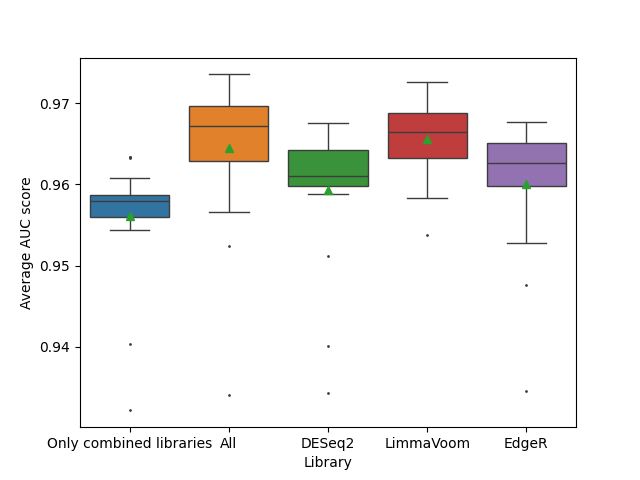 0.97
0.96
0.95
0.94
Average AUC score
Only combined libraries
All
DESeq2
LimmaVoom
EdgeR
Library